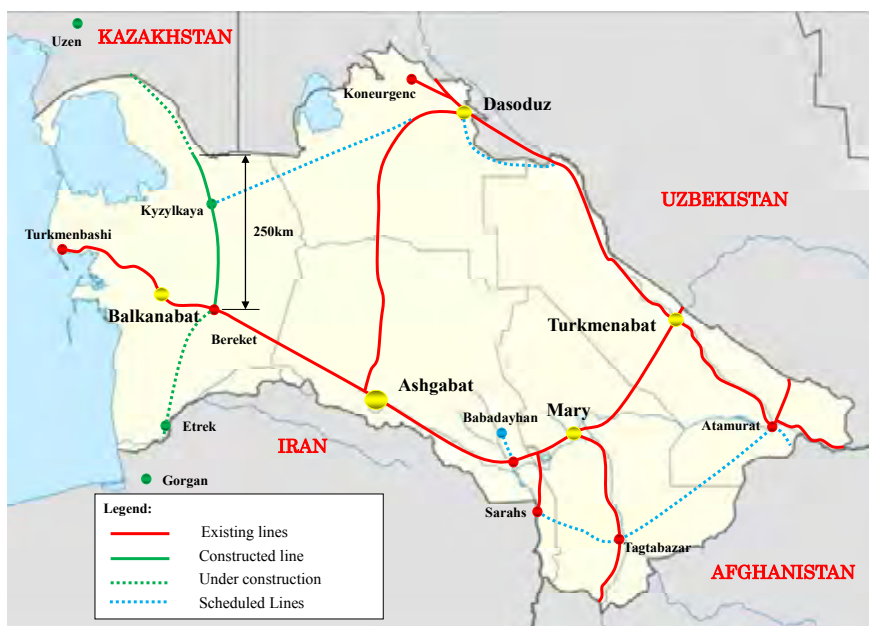 Uzen
KAZAKHSTAN
Koneurgenc
Dasoduz
UZBEKISTAN
Kyzylkaya
Turkmenbashi
250km
Balkanabat
Bereket
Turkmenabat
Ashgabat
Babadayhan
Mary
Atamurat
Etrek
IRAN
Gorgan
Sarahs
Tagtabazar
AFGHANISTAN
Legend:
Existing lines
Constructed line
Under construction
Scheduled Lines